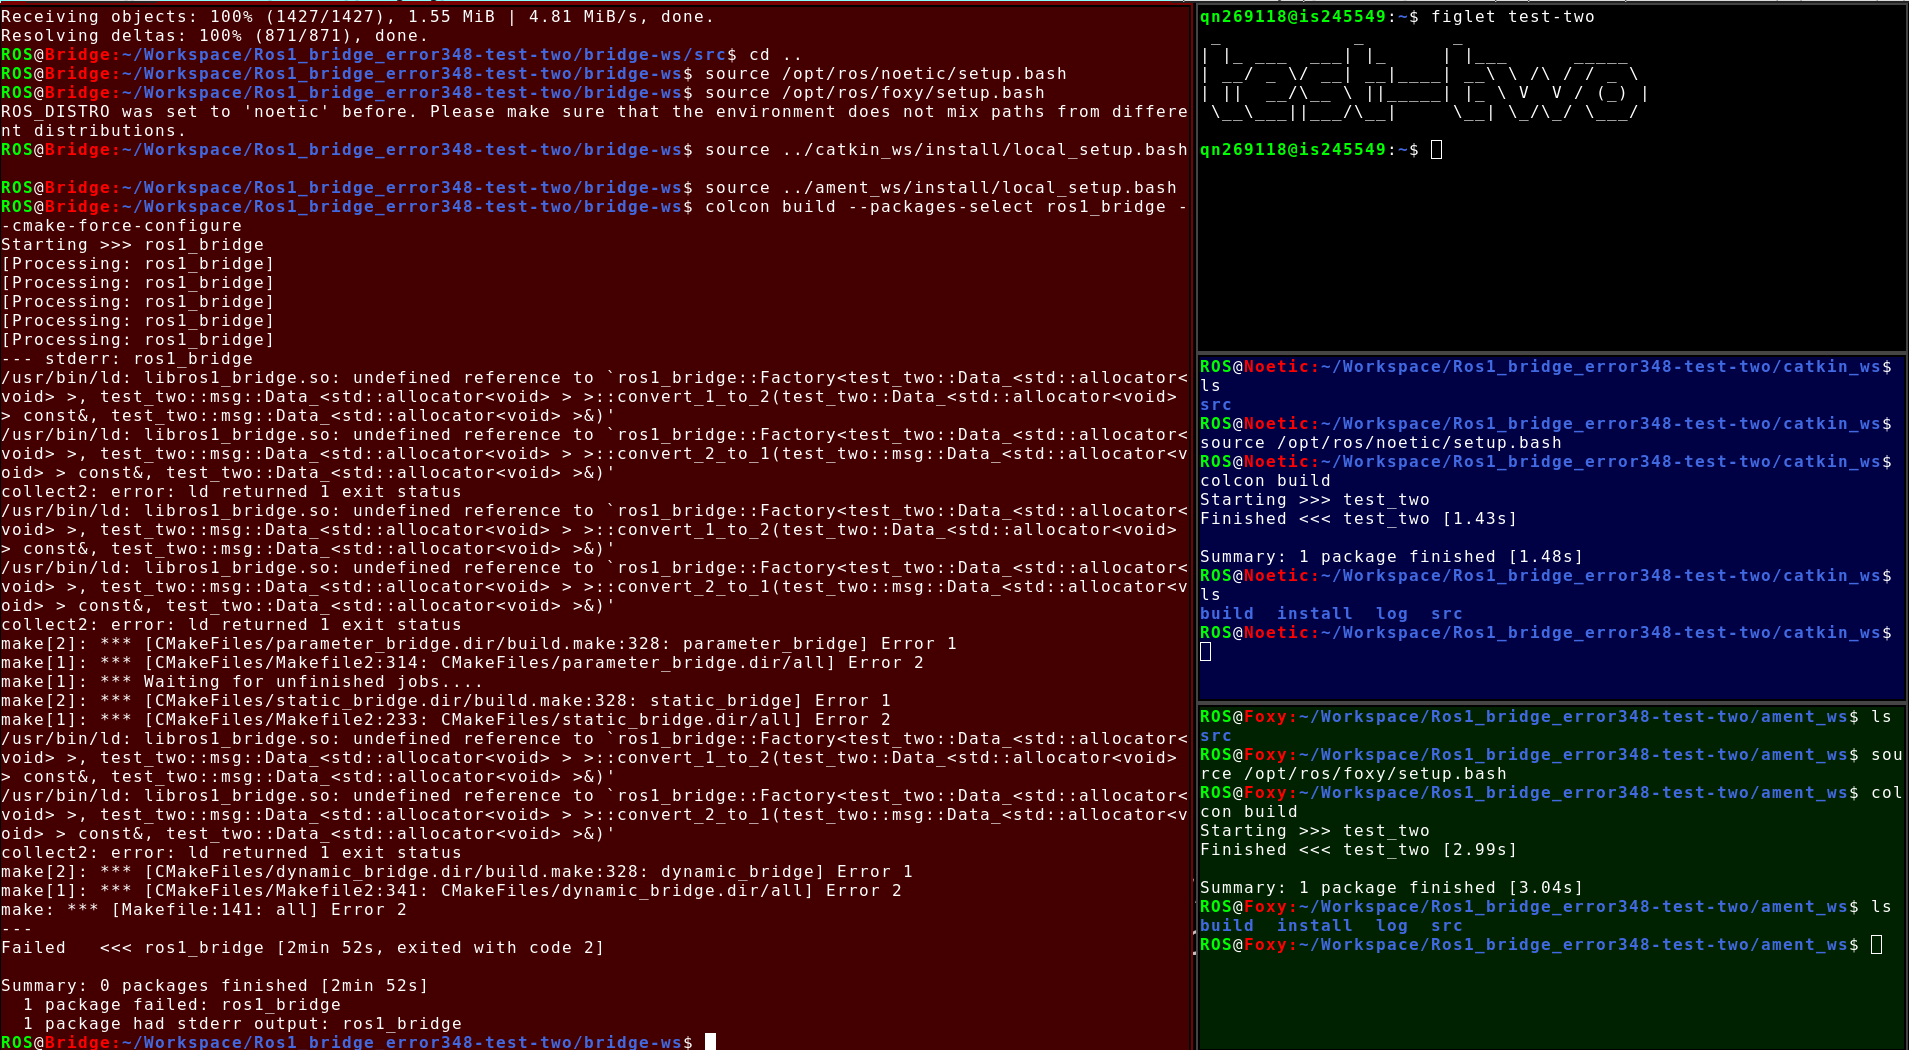 Receiving objects: 100% (1427/1427), 1.55 MiB | 4.81 MiB/s, done.
Resolving deltas: 100% (871/871), done.
ROS@Bridge:~/Workspace/Ros1_bridge_error348-test-two/bridge-ws/src$ cd ..
ROS@Bridge:~/Workspace/Ros1_bridge_error348-test-two/bridge-ws$ source /opt/ros/noetic/setup.bash
ROS@Bridge:~/Workspace/Ros1_bridge_error348-test-two/bridge-ws$ source /opt/ros/foxy/setup.bash
ROS_DISTRO was set to 'noetic' before. Please make sure that the environment does not mix paths from differe
nt distributions.
ROS@Bridge:~/Workspace/Ros1_bridge_error348-test-two/bridge-ws$ source ../catkin_ws/install/local_setup.bash
ROS@Bridge:~/Workspace/Ros1_bridge_error348-test-two/bridge-ws$ source ../ament_ws/install/local_setup.bash
ROS@Bridge:~/Workspace/Ros1_bridge_error348-test-two/bridge-ws$ colcon build --packages-select ros1_bridge -
-cmake-force-configure
Starting >>> ros1_bridge
[Processing: ros1_bridge]
[Processing: ros1_bridge]
[Processing: ros1_bridge]
[Processing: ros1_bridge]
[Processing: ros1_bridge]
--- stderr: ros1_bridge
/usr/bin/ld: libros1_bridge.so: undefined reference to `ros1_bridge::Factory<test_two::Data_<std::allocator<
void> >, test_two::msg::Data_<std::allocator<void> > >::convert_1_to_2(test_two::Data_<std::allocator<void>
> const&, test_two::msg::Data_<std::allocator<void> >&)'
/usr/bin/ld: libros1_bridge.so: undefined reference to `ros1_bridge::Factory<test_two::Data_<std::allocator<
void> >, test_two::msg::Data_<std::allocator<void> > >::convert_2_to_1(test_two::msg::Data_<std::allocator<v
oid> > const&, test_two::Data_<std::allocator<void> >&)'
collect2: error: ld returned 1 exit status
/usr/bin/ld: libros1_bridge.so: undefined reference to `ros1_bridge::Factory<test_two::Data_<std::allocator<
void> >, test_two::msg::Data_<std::allocator<void> > >::convert_1_to_2(test_two::Data_<std::allocator<void>
> const&, test_two::msg::Data_<std::allocator<void> >&)'
/usr/bin/ld: libros1_bridge.so: undefined reference to `ros1_bridge::Factory<test_two::Data_<std::allocator<
void> >, test_two::msg::Data_<std::allocator<void> > >::convert_2_to_1(test_two::msg::Data_<std::allocator<v
oid> > const&, test_two::Data_<std::allocator<void> >&)'
collect2: error: ld returned 1 exit status
make[2]: *** [CMakeFiles/parameter_bridge.dir/build.make:328: parameter_bridge] Error 1
make[1]: *** [CMakeFiles/Makefile2:314: CMakeFiles/parameter_bridge.dir/all] Error 2
make[1]: *** Waiting for unfinished jobs....
make[2]: *** [CMakeFiles/static_bridge.dir/build.make:328: static_bridge] Error 1
make[1]: *** [CMakeFiles/Makefile2:233: CMakeFiles/static_bridge.dir/all] Error 2
/usr/bin/ld: libros1_bridge.so: undefined reference to `ros1_bridge::Factory<test_two::Data_<std::allocator<
void> >, test_two::msg::Data_<std::allocator<void> > >::convert_1_to_2(test_two::Data_<std::allocator<void>
> const&, test_two::msg::Data_<std::allocator<void> >&)'
/usr/bin/ld: libros1_bridge.so: undefined reference to `ros1_bridge::Factory<test_two::Data_<std::allocator<
void> >, test_two::msg::Data_<std::allocator<void> > >::convert_2_to_1(test_two::msg::Data_<std::allocator<v
oid> > const&, test_two::Data_<std::allocator<void> >&)'
collect2: error: ld returned 1 exit status
make[2]: *** [CMakeFiles/dynamic_bridge.dir/build.make:328: dynamic_bridge] Error 1
make[1]: *** [CMakeFiles/Makefile2:341: CMakeFiles/dynamic_bridge.dir/all] Error 2
make: *** [Makefile:141: all] Error 2
---
Failed   <<< ros1_bridge [2min 52s, exited with code 2]
Summary: 0 packages finished [2min 52s]
  1 package failed: ros1_bridge
  1 package had stderr output: ros1_bridge
ROS@Bridge:~/Workspace/Ros1_bridge_error348-test-two/bridge-ws$
qn269118@is245549:~$ figlet test-two
test-two
qn269118@is245549:~$
ROS@Noetic:~/Workspace/Ros1_bridge_error348-test-two/catkin_ws$
ls
src
ROS@Noetic:~/Workspace/Ros1_bridge_error348-test-two/catkin_ws$
source /opt/ros/noetic/setup.bash
ROS@Noetic:~/Workspace/Ros1_bridge_error348-test-two/catkin_ws$
colcon build
Starting >>> test_two
Finished <<< test_two [1.43s]
Summary: 1 package finished [1.48s]
ROS@Noetic:~/Workspace/Ros1_bridge_error348-test-two/catkin_ws$
ls
build  install  log  src
ROS@Noetic:~/Workspace/Ros1_bridge_error348-test-two/catkin_ws$
ROS@Foxy:~/Workspace/Ros1_bridge_error348-test-two/ament_ws$ ls
src
ROS@Foxy:~/Workspace/Ros1_bridge_error348-test-two/ament_ws$ sou
rce /opt/ros/foxy/setup.bash
ROS@Foxy:~/Workspace/Ros1_bridge_error348-test-two/ament_ws$ col
con build
Starting >>> test_two
Finished <<< test_two [2.99s]
Summary: 1 package finished [3.04s]
ROS@Foxy:~/Workspace/Ros1_bridge_error348-test-two/ament_ws$ ls
build  install  log  src
ROS@Foxy:~/Workspace/Ros1_bridge_error348-test-two/ament_ws$